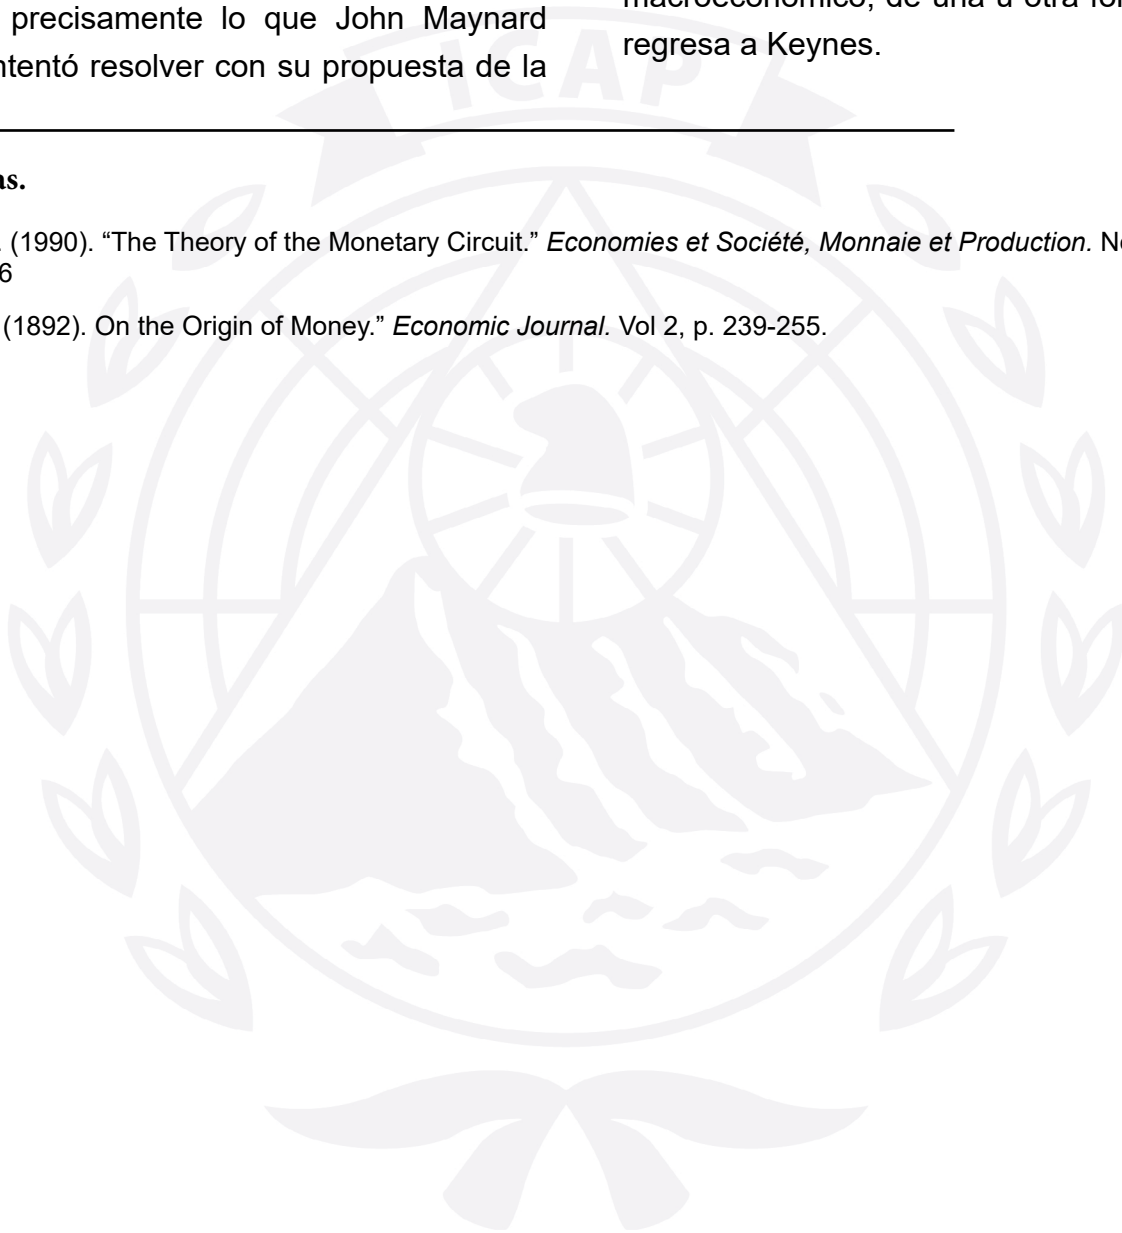 precisamente lo que John Maynard
ntentó resolver con su propuesta de la
macroeconómico, de una u otra
regresa a Keynes.
ICAP
as.
(1990). “The Theory of the Monetary Circuit.” Economies et Société, Monnaie et Production.
6
(1892). On the Origin of Money.” Economic Journal. Vol 2, p. 239-255.